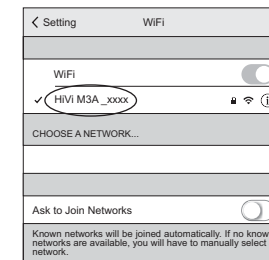 Setting WiFi
WiFi
HiVi M3A _xxxx
CHOOSE A NETWORK...
Ask to Join Networks
Known networks will be joined automatically. If no know
networks are available, you will have to manually select
network.